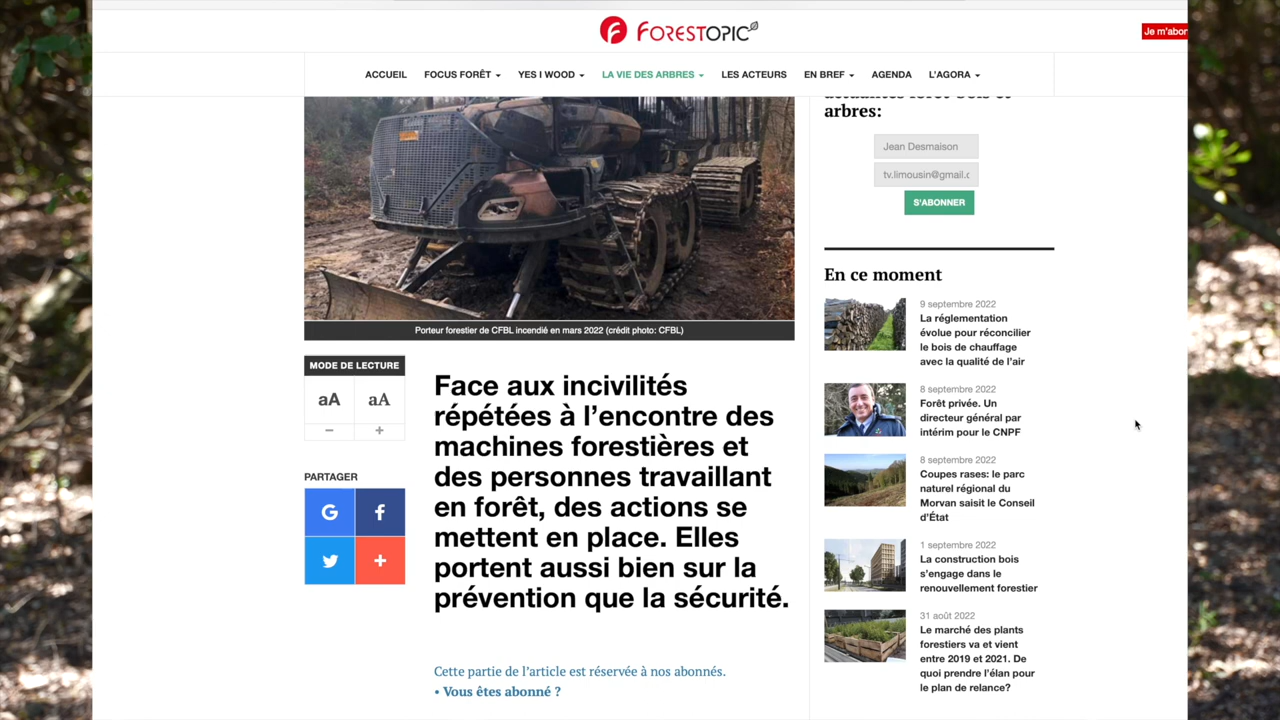 FORESTOPIC
Je m'abon
ACCUEIL FOCUS FORÊT YES I WOOD LA VIE DES ARBRES LES ACTEURS EN BREF AGENDA L'AGORA
arbres:
Jean Desmaison
tv.limousin@gmail.c
S'ABONNER
Porteur forestier de CFBL incendié en mars 2022 (crédit photo: CFBL)
MODE DE LECTURE
aA aA
− +
PARTAGER
Face aux incivilités
répétées à l'encontre des
machines forestières et
des personnes travaillant
en forêt, des actions se
mettent en place. Elles
portent aussi bien sur la
prévention que la sécurité.
Cette partie de l'article est réservée à nos abonnés.
• Vous êtes abonné ?
En ce moment
9 septembre 2022
La réglementation
évolue pour réconcilier
le bois de chauffage
avec la qualité de l'air
8 septembre 2022
Forêt privée. Un
directeur général par
intérim pour le CNPF
8 septembre 2022
Coupes rases: le parc
naturel régional du
Morvan saisit le Conseil
d'État
1 septembre 2022
La construction bois
s'engage dans le
renouvellement forestier
31 août 2022
Le marché des plants
forestiers va et vient
entre 2019 et 2021. De
quoi prendre l'élan pour
le plan de relance?